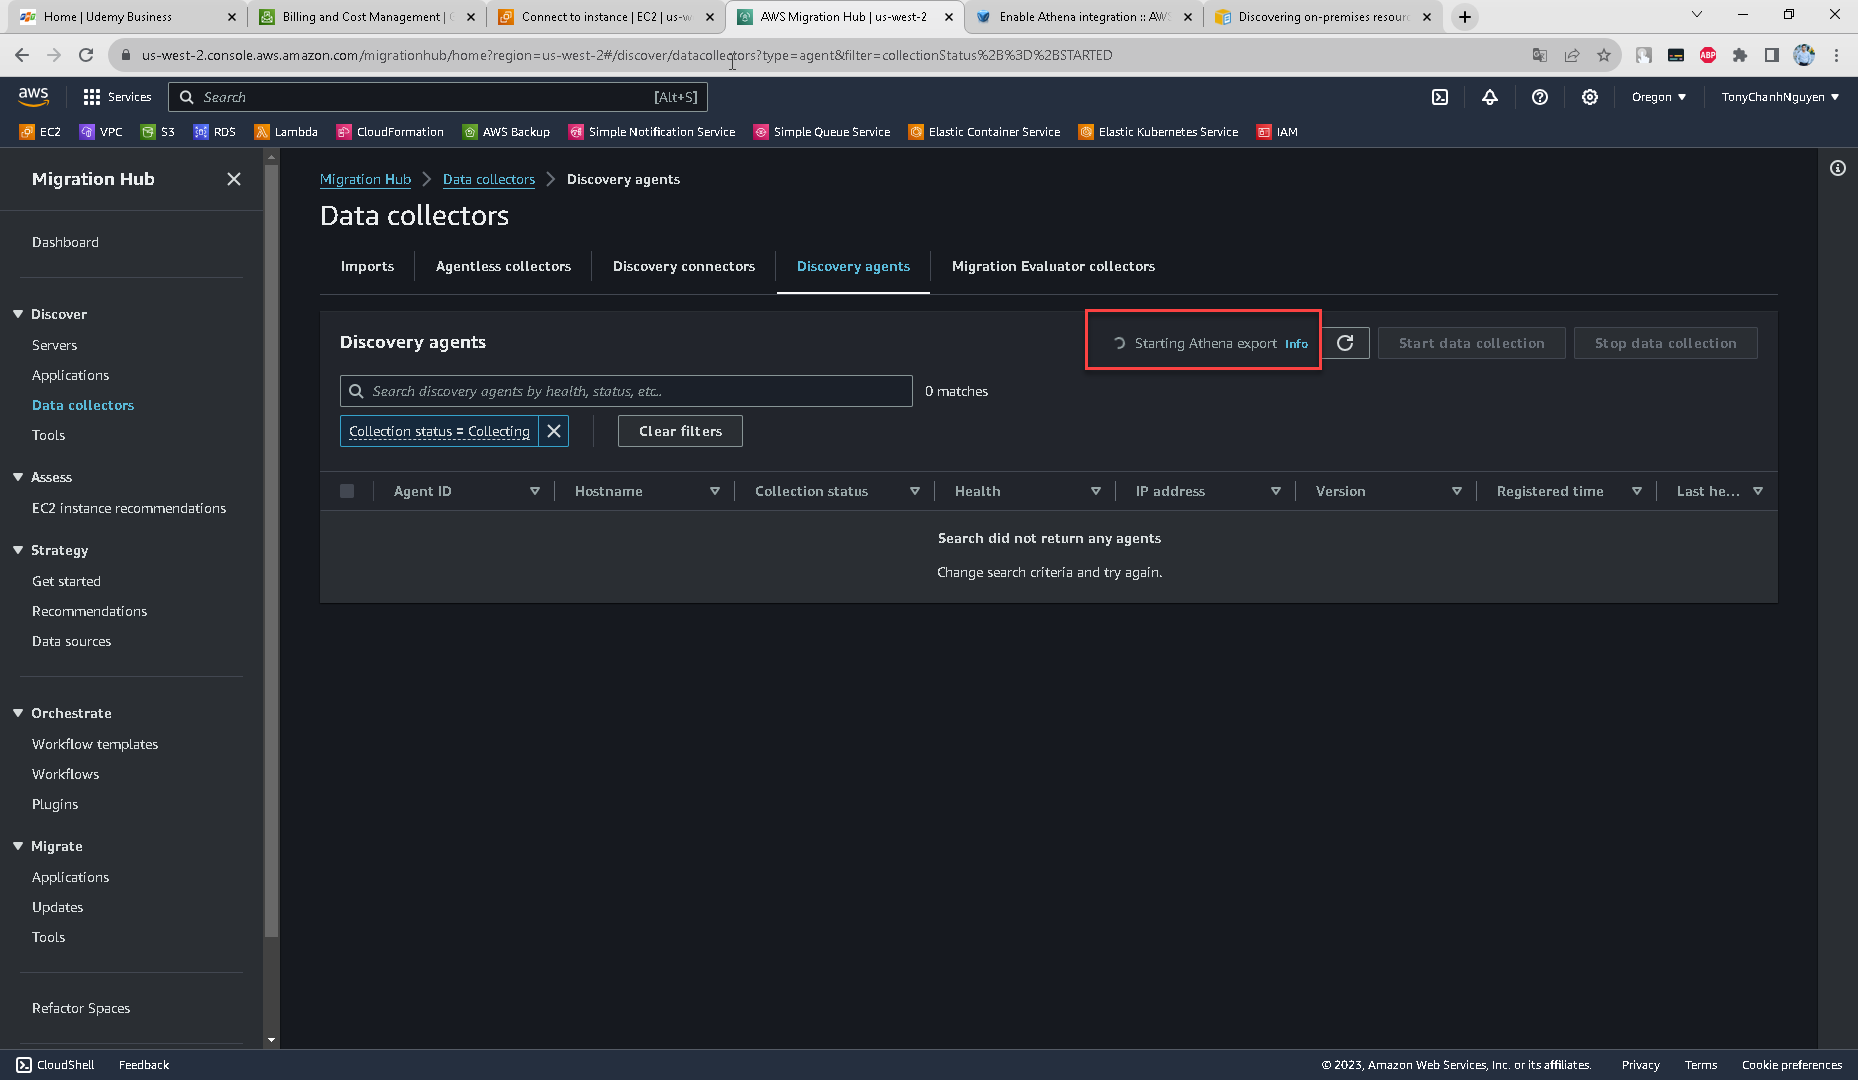 Home | Udemy Business
Billing and Cost Management |
Connect to instance | EC2 | us-w
AWS Migration Hub | us-west-2
Enable Athena integration :: AWS
Discovering on-premises resour
us-west-2.console.aws.amazon.com/migrationhub/home?region=us-west-2#/discover/datacollectors?type=agent&filter=collectionStatus%2B%3D%2BSTARTED
ABP
aws
Services
Search
[Alt+S]
Oregon
TonyChanhNguyen
EC2
VPC
S3
RDS
Lambda
CloudFormation
AWS Backup
Simple Notification Service
Simple Queue Service
Elastic Container Service
Elastic Kubernetes Service
IAM
Migration Hub
Dashboard
Discover
Servers
Applications
Data collectors
Tools
Assess
EC2 instance recommendations
Strategy
Get started
Recommendations
Data sources
Orchestrate
Workflow templates
Workflows
Plugins
Migrate
Applications
Updates
Tools
Refactor Spaces
Migration Hub
Data collectors
Discovery agents
Data collectors
Imports
Agentless collectors
Discovery connectors
Discovery agents
Migration Evaluator collectors
Discovery agents
Starting Athena export Info
Start data collection
Stop data collection
Search discovery agents by health, status, etc..
0 matches
Collection status = Collecting
Clear filters
Agent ID
Hostname
Collection status
Health
IP address
Version
Registered time
Last he...
Search did not return any agents
Change search criteria and try again.
CloudShell
Feedback
© 2023, Amazon Web Services, Inc. or its affiliates.
Privacy
Terms
Cookie preferences